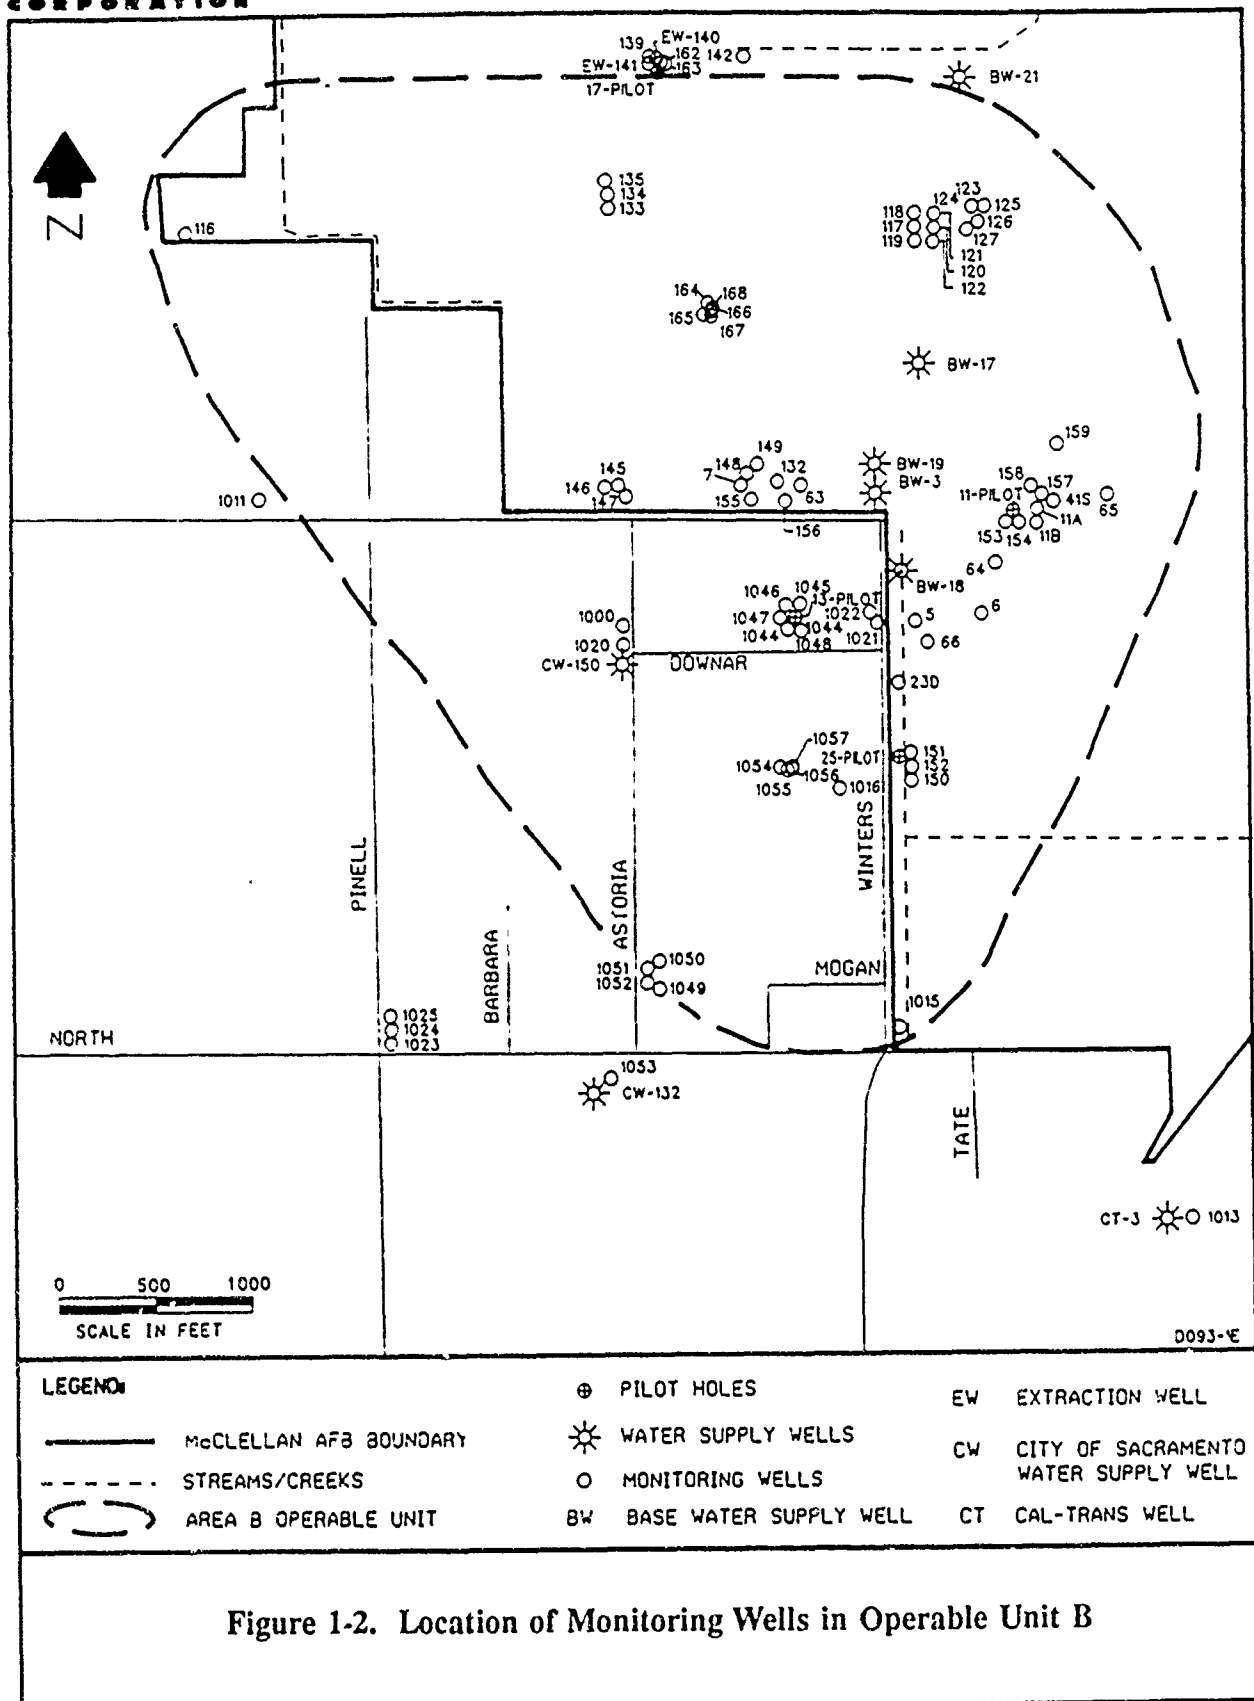 CORPORATION
EW-140
139
162
142
EW-141
163
17-PILOT
BW-21
N
135
134
133
116
123
118
124
125
117
126
119
127
121
120
122
164
168
166
165
167
BW-17
159
149
148
132
BW-19
145
7
BW-3
158
157
146
11-PILOT
41S
1011
147
155
63
65
11A
156
153
154
11B
64
BW-18
1046
1045
13-PILOT
1000
1047
1022
5
6
1044
1044
1021
1020
1048
66
CW-150
DOWNAR
23D
1057
151
1054
25-PILOT
152
1056
150
1055
1016
WINTERS
PINELL
ASTORIA
BARBARA
1050
1051
MOGAN
1052
1049
1015
1025
1024
NORTH
1023
1053
CW-132
TATE
CT-3
1013
0 500 1000
SCALE IN FEET
D093-E
LEGEND:
McCLELLAN AFB BOUNDARY
STREAMS/CREEKS
AREA B OPERABLE UNIT
PILOT HOLES
WATER SUPPLY WELLS
MONITORING WELLS
BW BASE WATER SUPPLY WELL
EW EXTRACTION WELL
CW CITY OF SACRAMENTO
WATER SUPPLY WELL
CT CAL-TRANS WELL
Figure 1-2. Location of Monitoring Wells in Operable Unit B